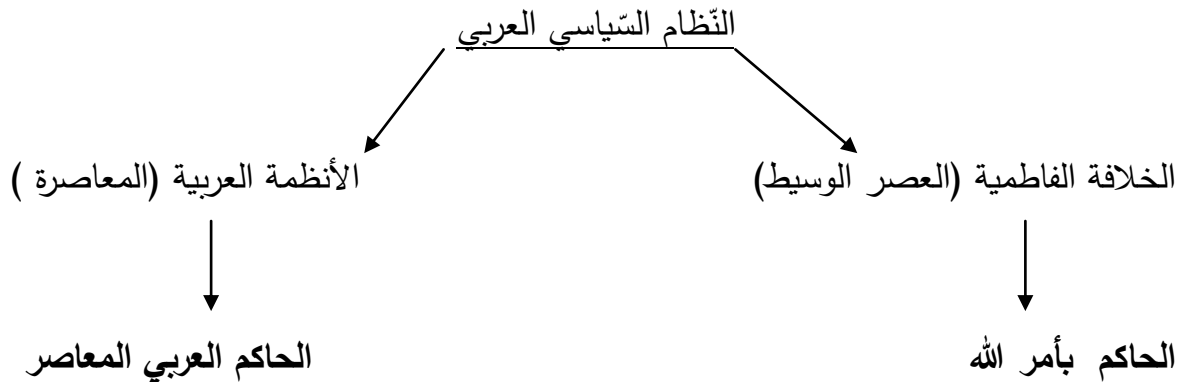 النّظام السّياسي العربي
الخلافة الفاطمية (العصر الوسيط) الأنظمة العربية (المعاصرة )
الحاكم بأمر الله الحاكم العربي المعاصر